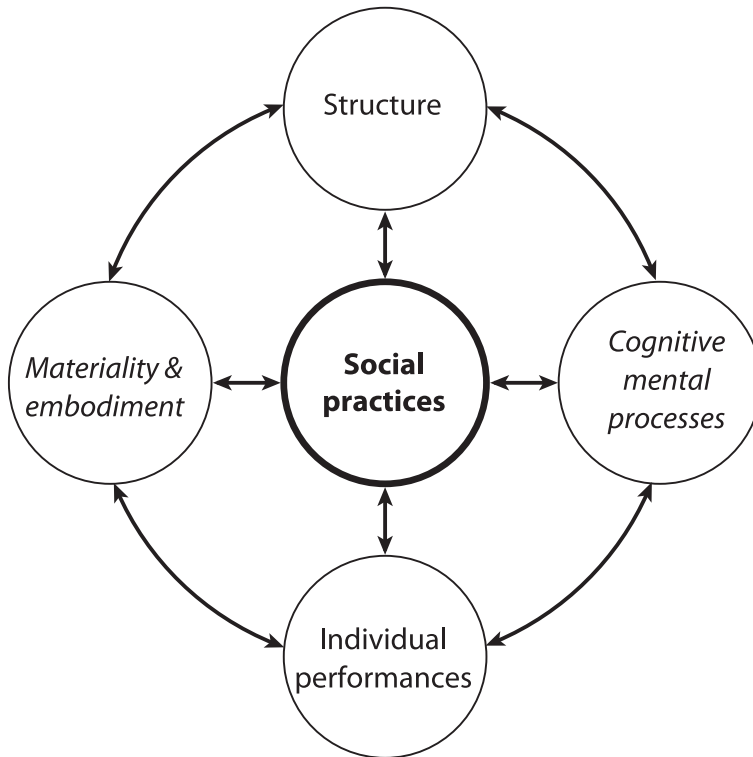 Structure
Materiality &
embodiment
Social
practices
Cognitive
mental
processes
Individual
performances